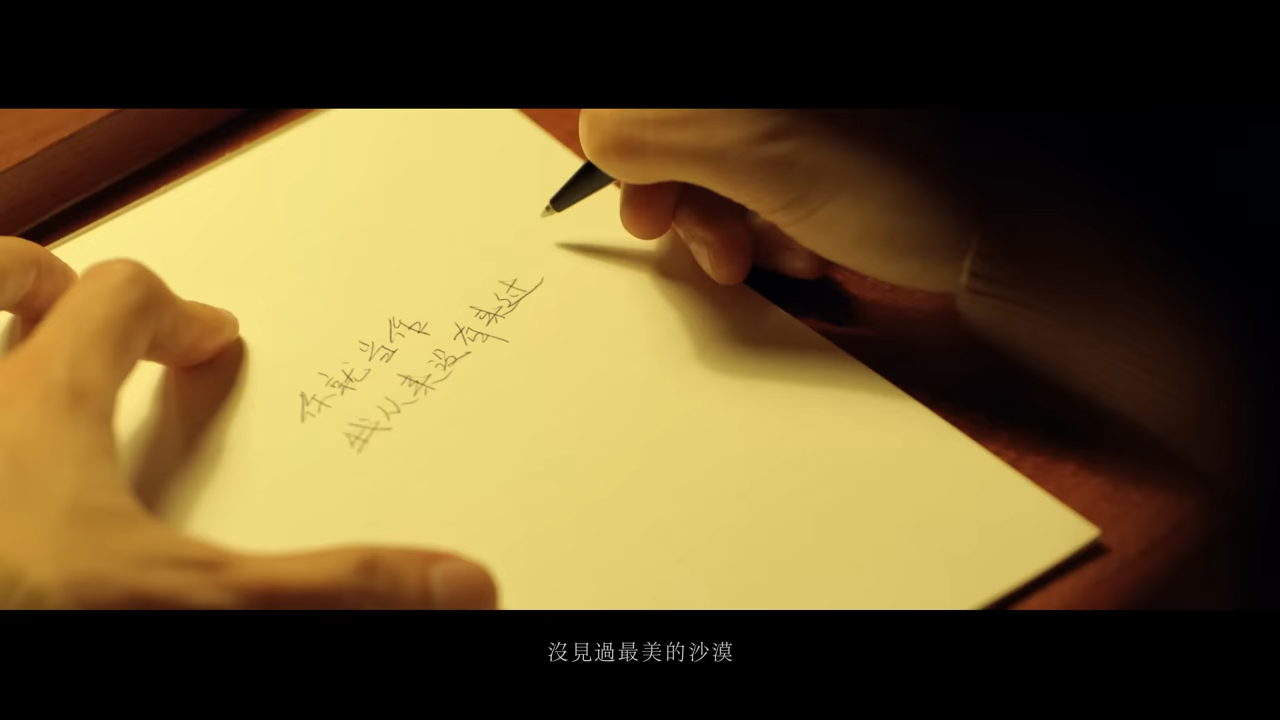 你就当作
我从来没有来过
沒見過最美的沙漠